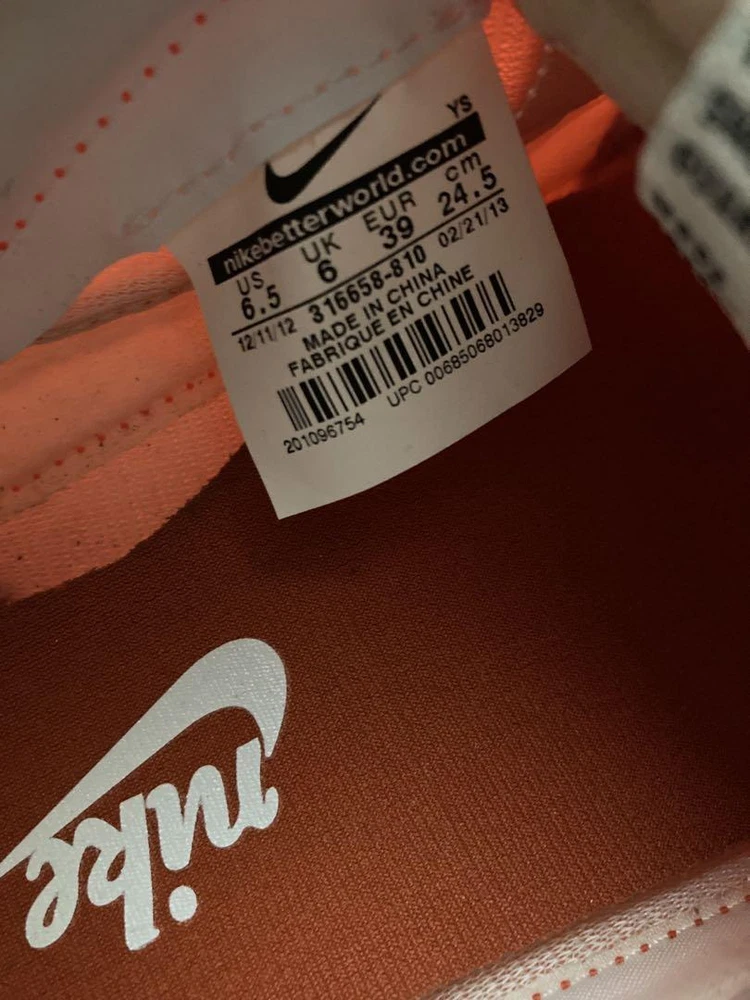 YS
nikebetterworld.com
US UK EUR cm
6.5 6 39 24.5
12/11/12 316658-810 02/21/13
MADE IN CHINA
FABRIQUE EN CHINE
201096754 UPC 00685068013829
nike